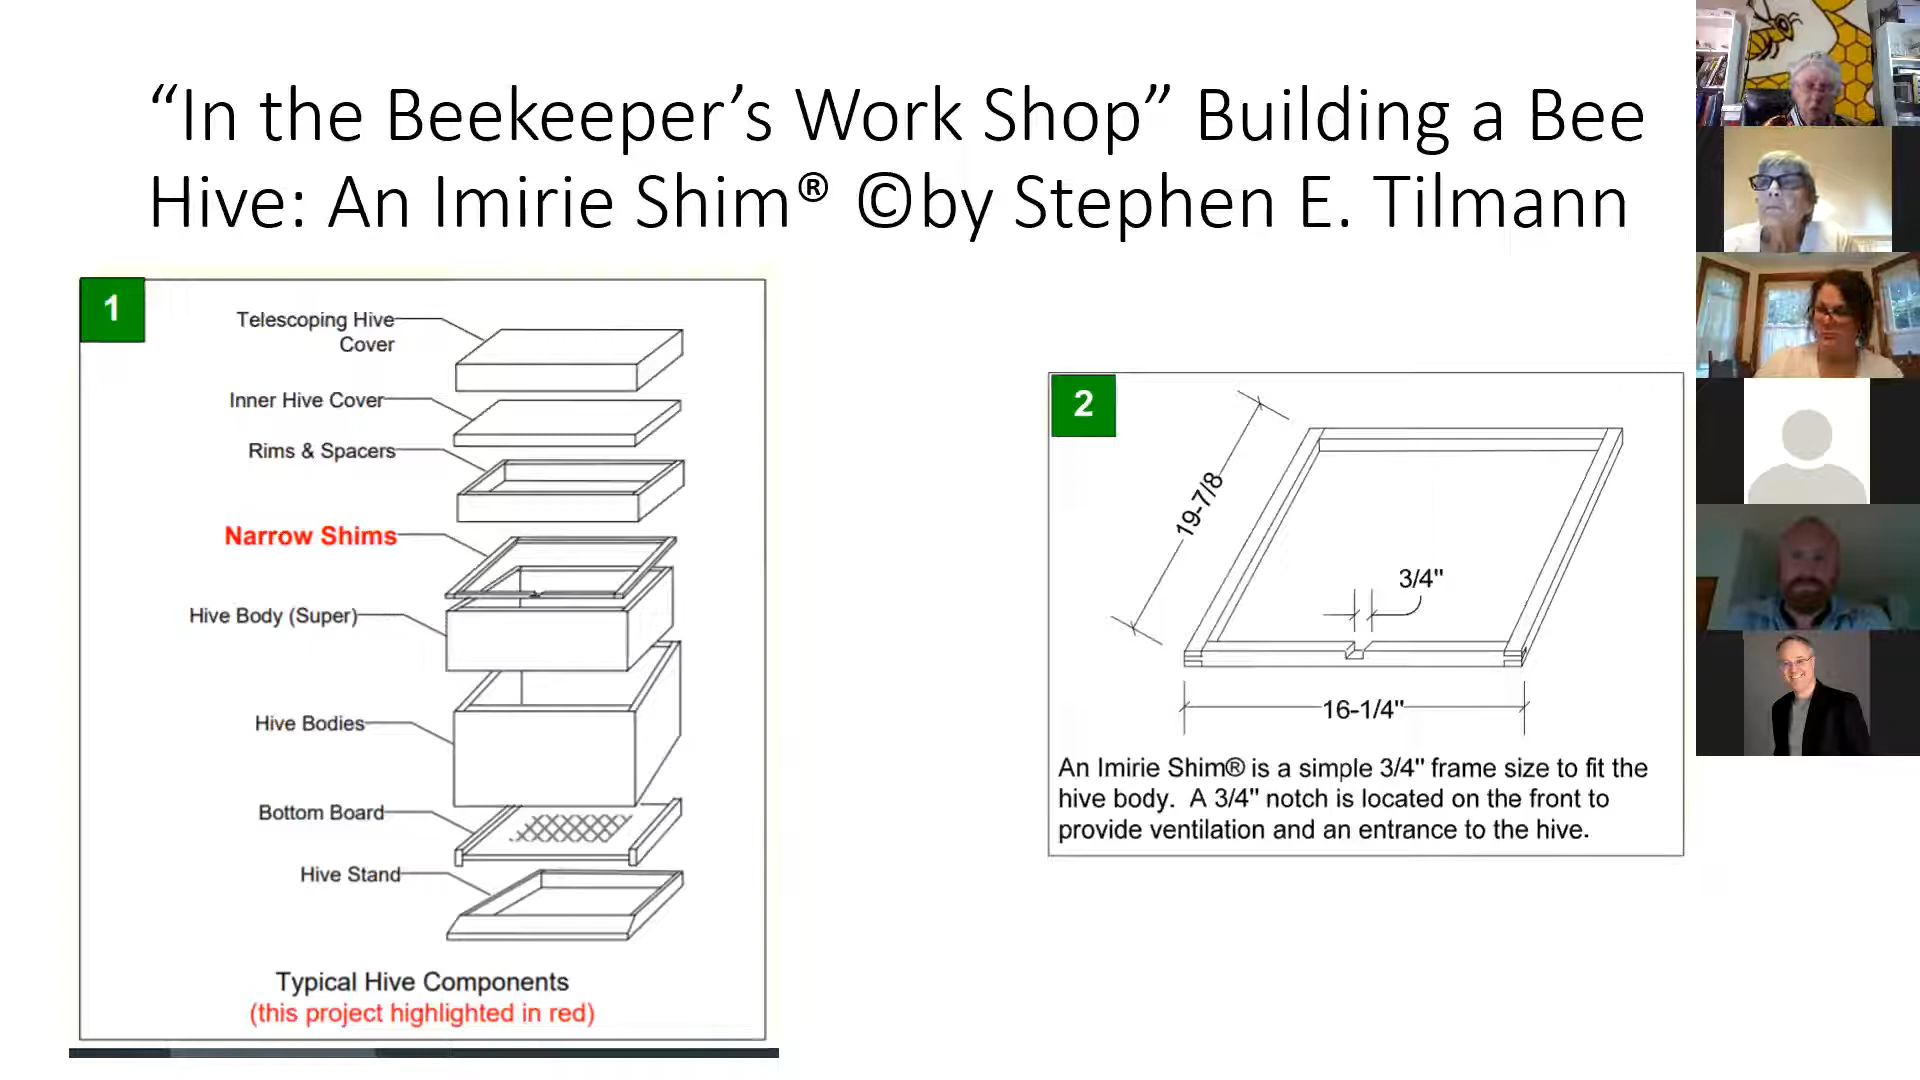 “In the Beekeeper’s Work Shop” Building a Bee
Hive: An Imirie Shim® ©by Stephen E. Tilmann
1
Telescoping Hive
Cover
Inner Hive Cover
Rims & Spacers
Narrow Shims
Hive Body (Super)
Hive Bodies
Bottom Board
Hive Stand
Typical Hive Components
(this project highlighted in red)
2
19-7/8
3/4"
16-1/4"
An Imirie Shim® is a simple 3/4" frame size to fit the
hive body. A 3/4" notch is located on the front to
provide ventilation and an entrance to the hive.